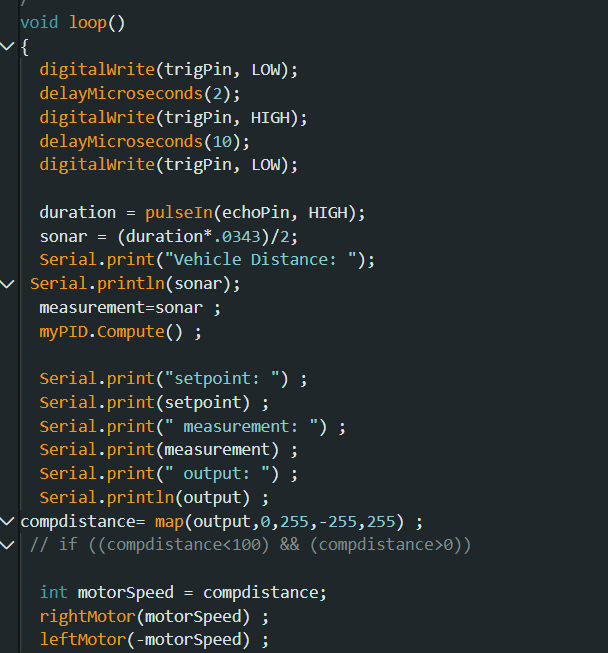 void loop()
{
digitalWrite(trigPin, LOW);
delayMicroseconds(2);
digitalWrite(trigPin, HIGH);
delayMicroseconds(10);
digitalWrite(trigPin, LOW);
duration = pulseIn(echoPin, HIGH);
sonar = (duration*.0343)/2;
Serial.print("Vehicle Distance: ");
Serial.println(sonar);
measurement=sonar ;
myPID.Compute() ;
Serial.print("setpoint: ") ;
Serial.print(setpoint) ;
Serial.print(" measurement: ") ;
Serial.print(measurement) ;
Serial.print(" output: ") ;
Serial.println(output) ;
compdistance= map(output,0,255,-255,255) ;
// if ((compdistance<100) && (compdistance>0))
int motorSpeed = compdistance;
rightMotor(motorSpeed) ;
leftMotor(-motorSpeed) ;